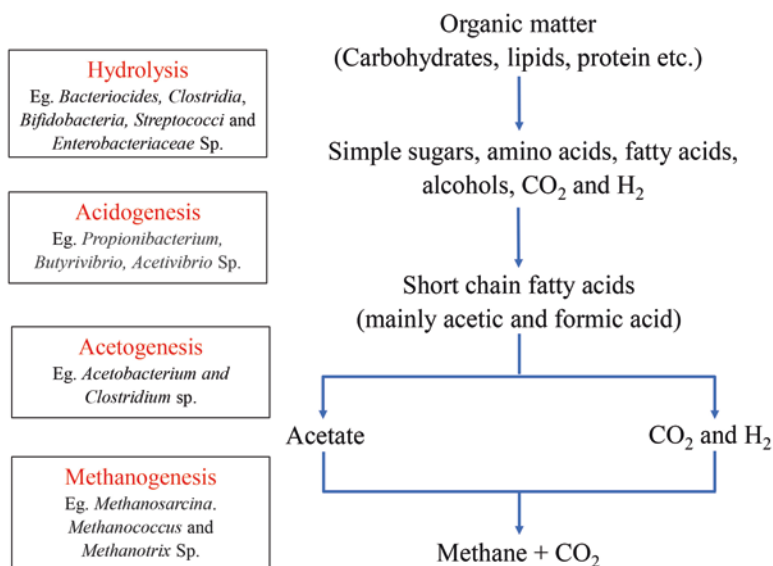 Hydrolysis
Eg. Bacteriocides, Clostridia,
Bifidobacteria, Streptococci and
Enterobacteriaceae Sp.
Acidogenesis
Eg. Propionibacterium,
Butyrivibrio, Acetivibrio Sp.
Acetogenesis
Eg. Acetobacterium and
Clostridium sp.
Methanogenesis
Eg. Methanosarcina.
Methanococcus and
Methanotrix Sp.
Organic matter
(Carbohydrates, lipids, protein etc.)
Simple sugars, amino acids, fatty acids,
alcohols, CO₂ and H₂
Short chain fatty acids
(mainly acetic and formic acid)
Acetate
CO₂ and H₂
Methane + CO₂